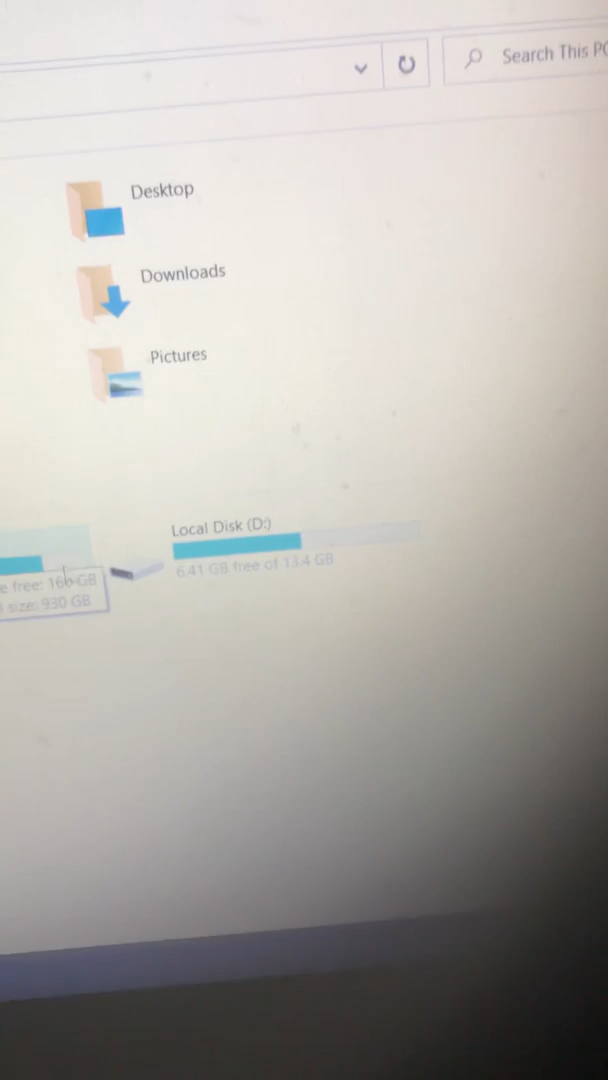 Search This PC
Desktop
Downloads
Pictures
Local Disk (D:)
6.41 GB free of 13.4 GB
e free: 166 GB
size: 930 GB